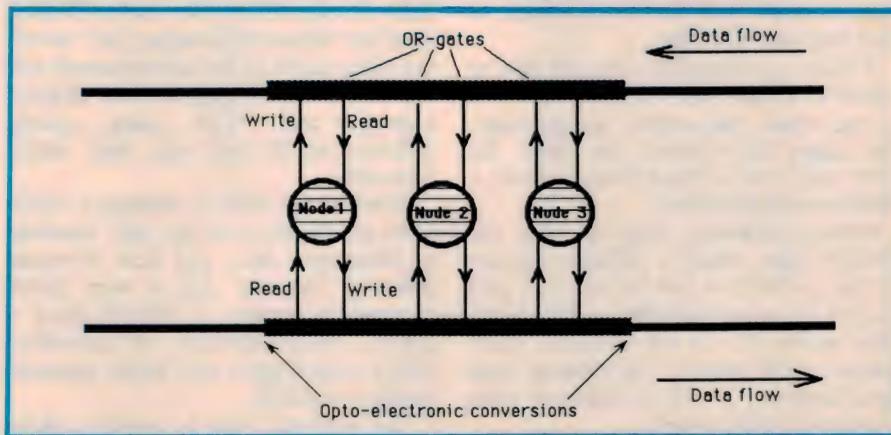 OR-gates
Data flow
Write
Read
Node 1
Node 2
Node 3
Read
Write
Opto-electronic conversions
Data flow